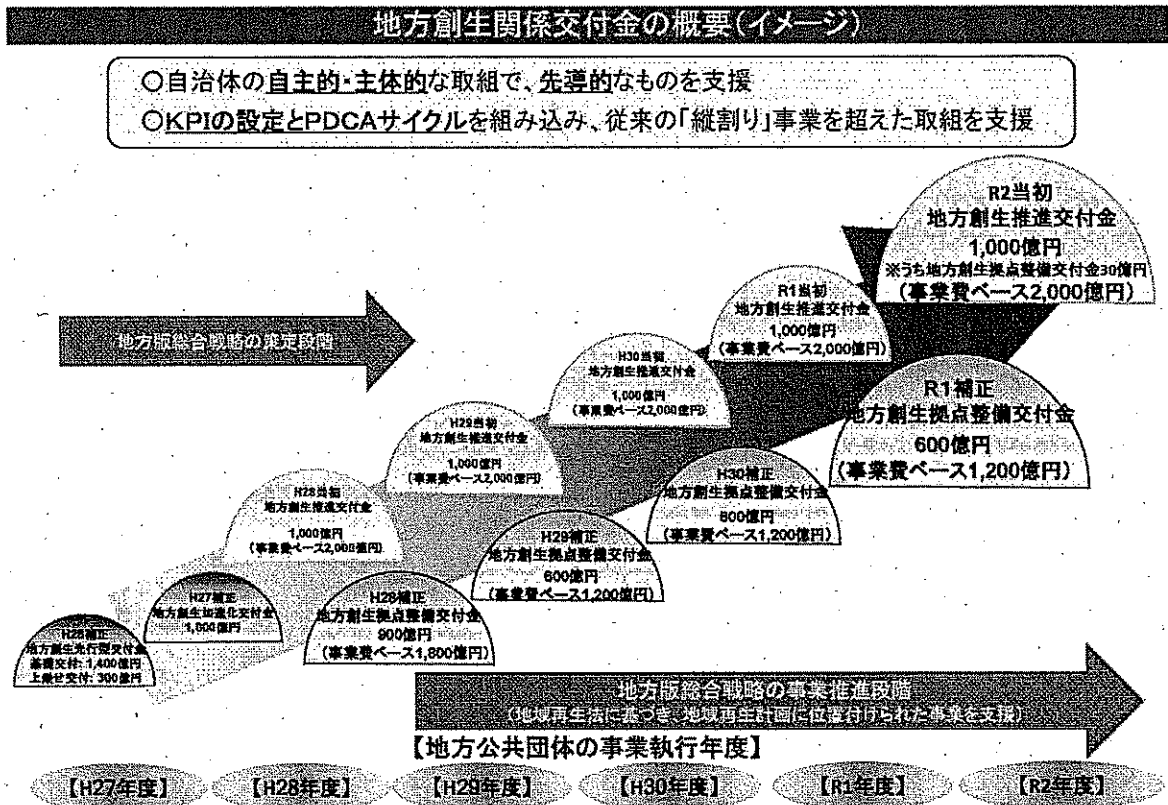 地方創生関係交付金の概要(イメージ)
○自治体の自主的・主体的な取組で、先導的なものを支援
○KPIの設定とPDCAサイクルを組み込み、従来の「縦割り」事業を超えた取組を支援
R2当初
地方創生推進交付金
1,000億円
※うち地方創生拠点整備交付金30億円
(事業費ベース2,000億円)
R1当初
地方創生推進交付金
1,000億円
(事業費ベース2,000億円)
地方版総合戦略の策定段階
H30当初
地方創生推進交付金
1,000億円
(事業費ベース2,000億円)
R1補正
地方創生拠点整備交付金
600億円
(事業費ベース1,200億円)
H29当初
地方創生推進交付金
1,000億円
(事業費ベース2,000億円)
H30補正
地方創生拠点整備交付金
600億円
(事業費ベース1,200億円)
H28当初
地方創生推進交付金
1,000億円
(事業費ベース2,000億円)
H29補正
地方創生拠点整備交付金
600億円
(事業費ベース1,200億円)
H27補正
地方創生加速化交付金
1,000億円
H28補正
地方創生拠点整備交付金
900億円
(事業費ベース1,800億円)
H26補正
地方創生先行型交付金
基礎交付:1,400億円
上乗せ交付:300億円
地方版総合戦略の事業推進段階
(地域再生法に基づき、地域再生計画に位置付けられた事業を支援)
【地方公共団体の事業執行年度】
【H27年度】
【H28年度】
【H29年度】
【H30年度】
【R1年度】
【R2年度】